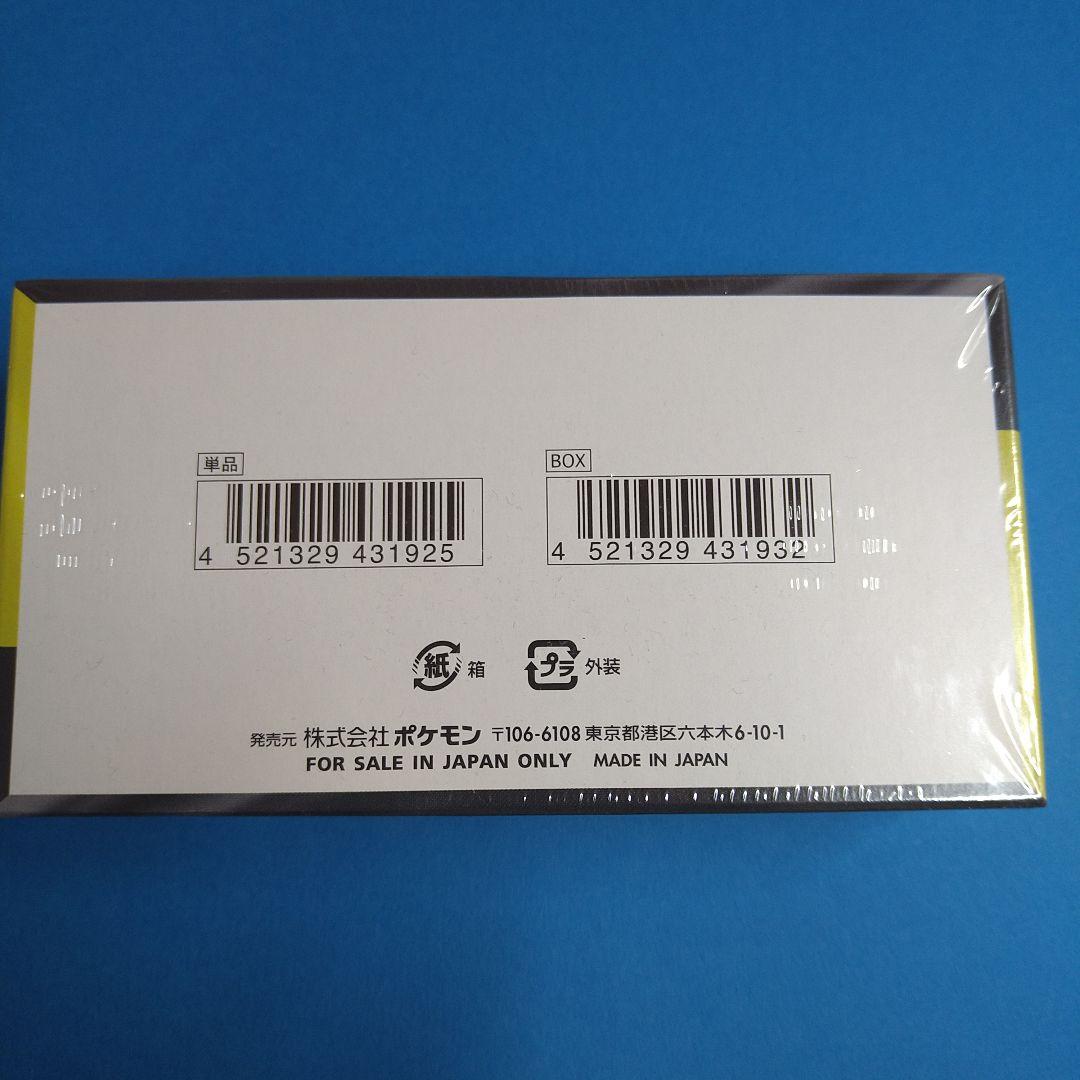 単品
4 521329 431925
BOX
4 521329 431932
紙 箱
プラ 外装
発売元 株式会社 ポケモン 〒106-6108 東京都港区六本木6-10-1
FOR SALE IN JAPAN ONLY MADE IN JAPAN